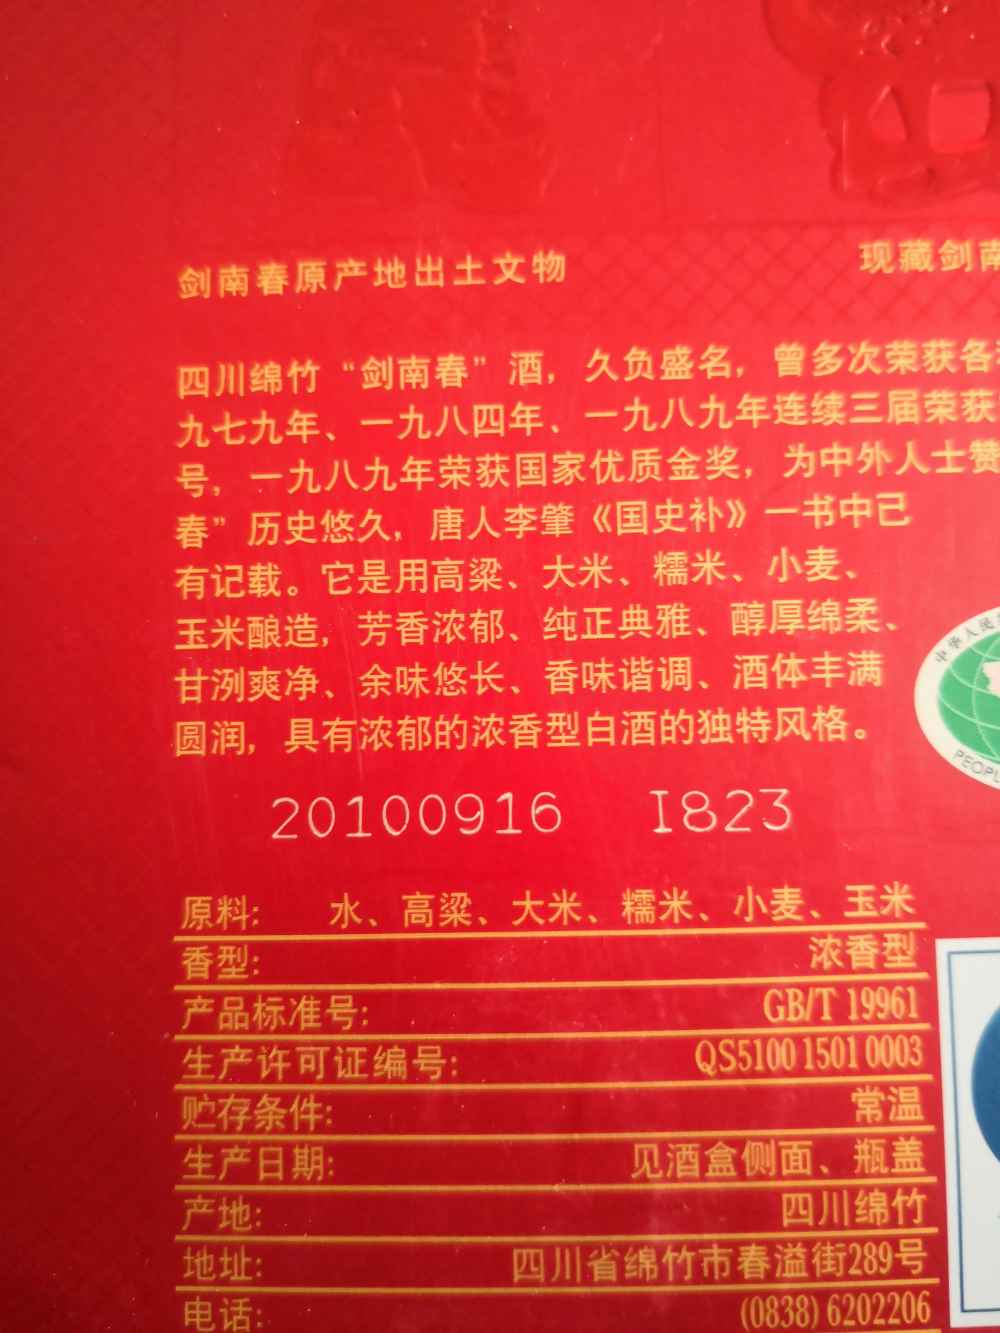 剑南春原产地出土文物 现藏剑南
四川绵竹“剑南春”酒，久负盛名，曾多次荣获各
九七九年、一九八四年、一九八九年连续三届荣获
号，一九八九年荣获国家优质金奖，为中外人士赞
春”历史悠久，唐人李肇《国史补》一书中已
有记载。它是用高粱、大米、糯米、小麦、
玉米酿造，芳香浓郁、纯正典雅、醇厚绵柔、
甘洌爽净、余味悠长、香味谐调、酒体丰满
圆润，具有浓郁的浓香型白酒的独特风格。
中华人民
PEOPL
20100916 I823
原料: 水、高粱、大米、糯米、小麦、玉米
香型: 浓香型
产品标准号: GB/T 19961
生产许可证编号: QS5100 1501 0003
贮存条件: 常温
生产日期: 见酒盒侧面、瓶盖
产地: 四川绵竹
地址: 四川省绵竹市春溢街289号
电话: (0838) 6202206